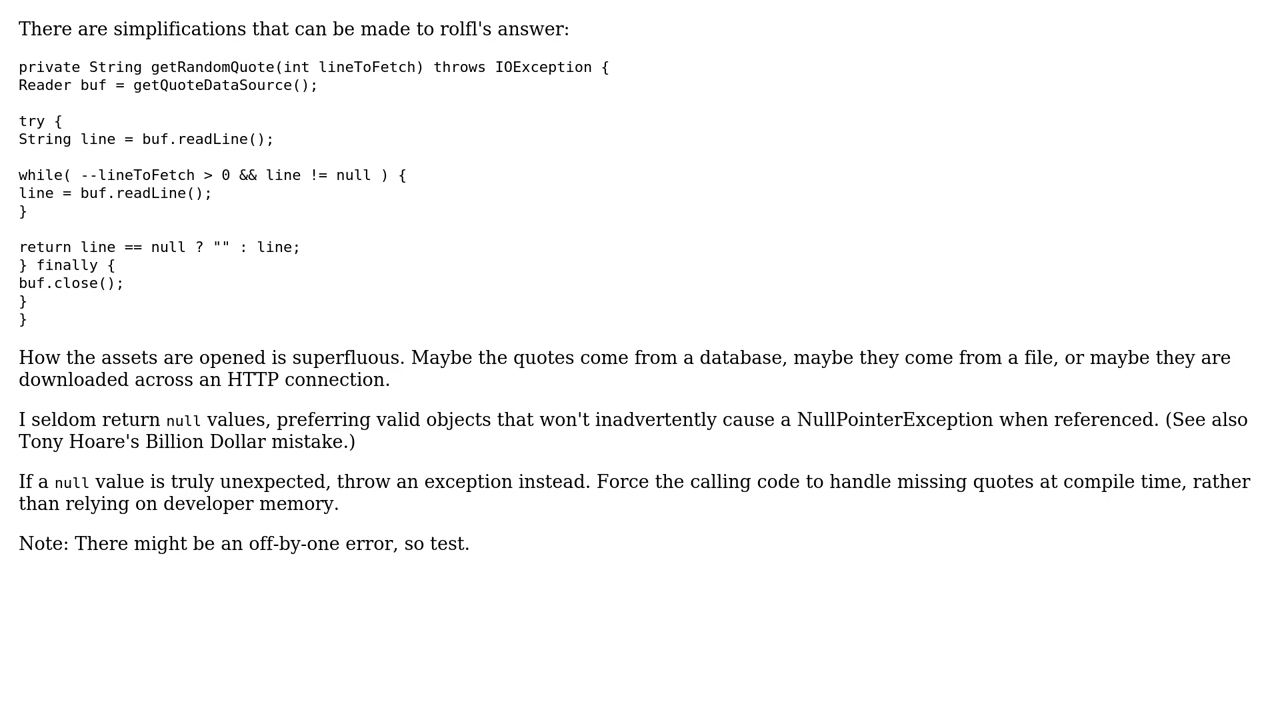 There are simplifications that can be made to rolfl's answer:
private String getRandomQuote(int lineToFetch) throws IOException {
Reader buf = getQuoteDataSource();
try {
String line = buf.readLine();
while( --lineToFetch > 0 && line != null ) {
line = buf.readLine();
}
return line == null ? "" : line;
} finally {
buf.close();
}
}
How the assets are opened is superfluous. Maybe the quotes come from a database, maybe they come from a file, or maybe they are
downloaded across an HTTP connection.
I seldom return null values, preferring valid objects that won't inadvertently cause a NullPointerException when referenced. (See also
Tony Hoare's Billion Dollar mistake.)
If a null value is truly unexpected, throw an exception instead. Force the calling code to handle missing quotes at compile time, rather
than relying on developer memory.
Note: There might be an off-by-one error, so test.